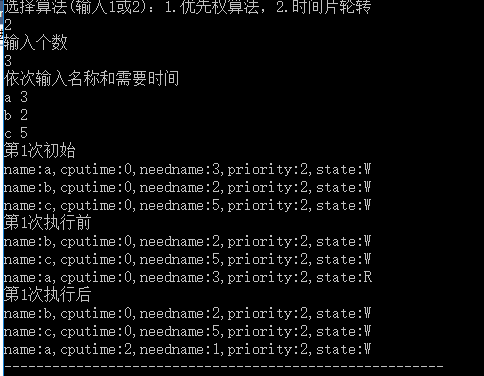 选择算法(输入1或2): 1.优先权算法, 2.时间片轮转
2
输入个数
3
依次输入名称和需要时间
a 3
b 2
c 5
第1次初始
name:a,cputime:0,needname:3,priority:2,state:W
name:b,cputime:0,needname:2,priority:2,state:W
name:c,cputime:0,needname:5,priority:2,state:W
第1次执行前
name:b,cputime:0,needname:2,priority:2,state:W
name:c,cputime:0,needname:5,priority:2,state:W
name:a,cputime:0,needname:3,priority:2,state:R
第1次执行后
name:b,cputime:0,needname:2,priority:2,state:W
name:c,cputime:0,needname:5,priority:2,state:W
name:a,cputime:2,needname:1,priority:2,state:W
-------------------------------------------------------